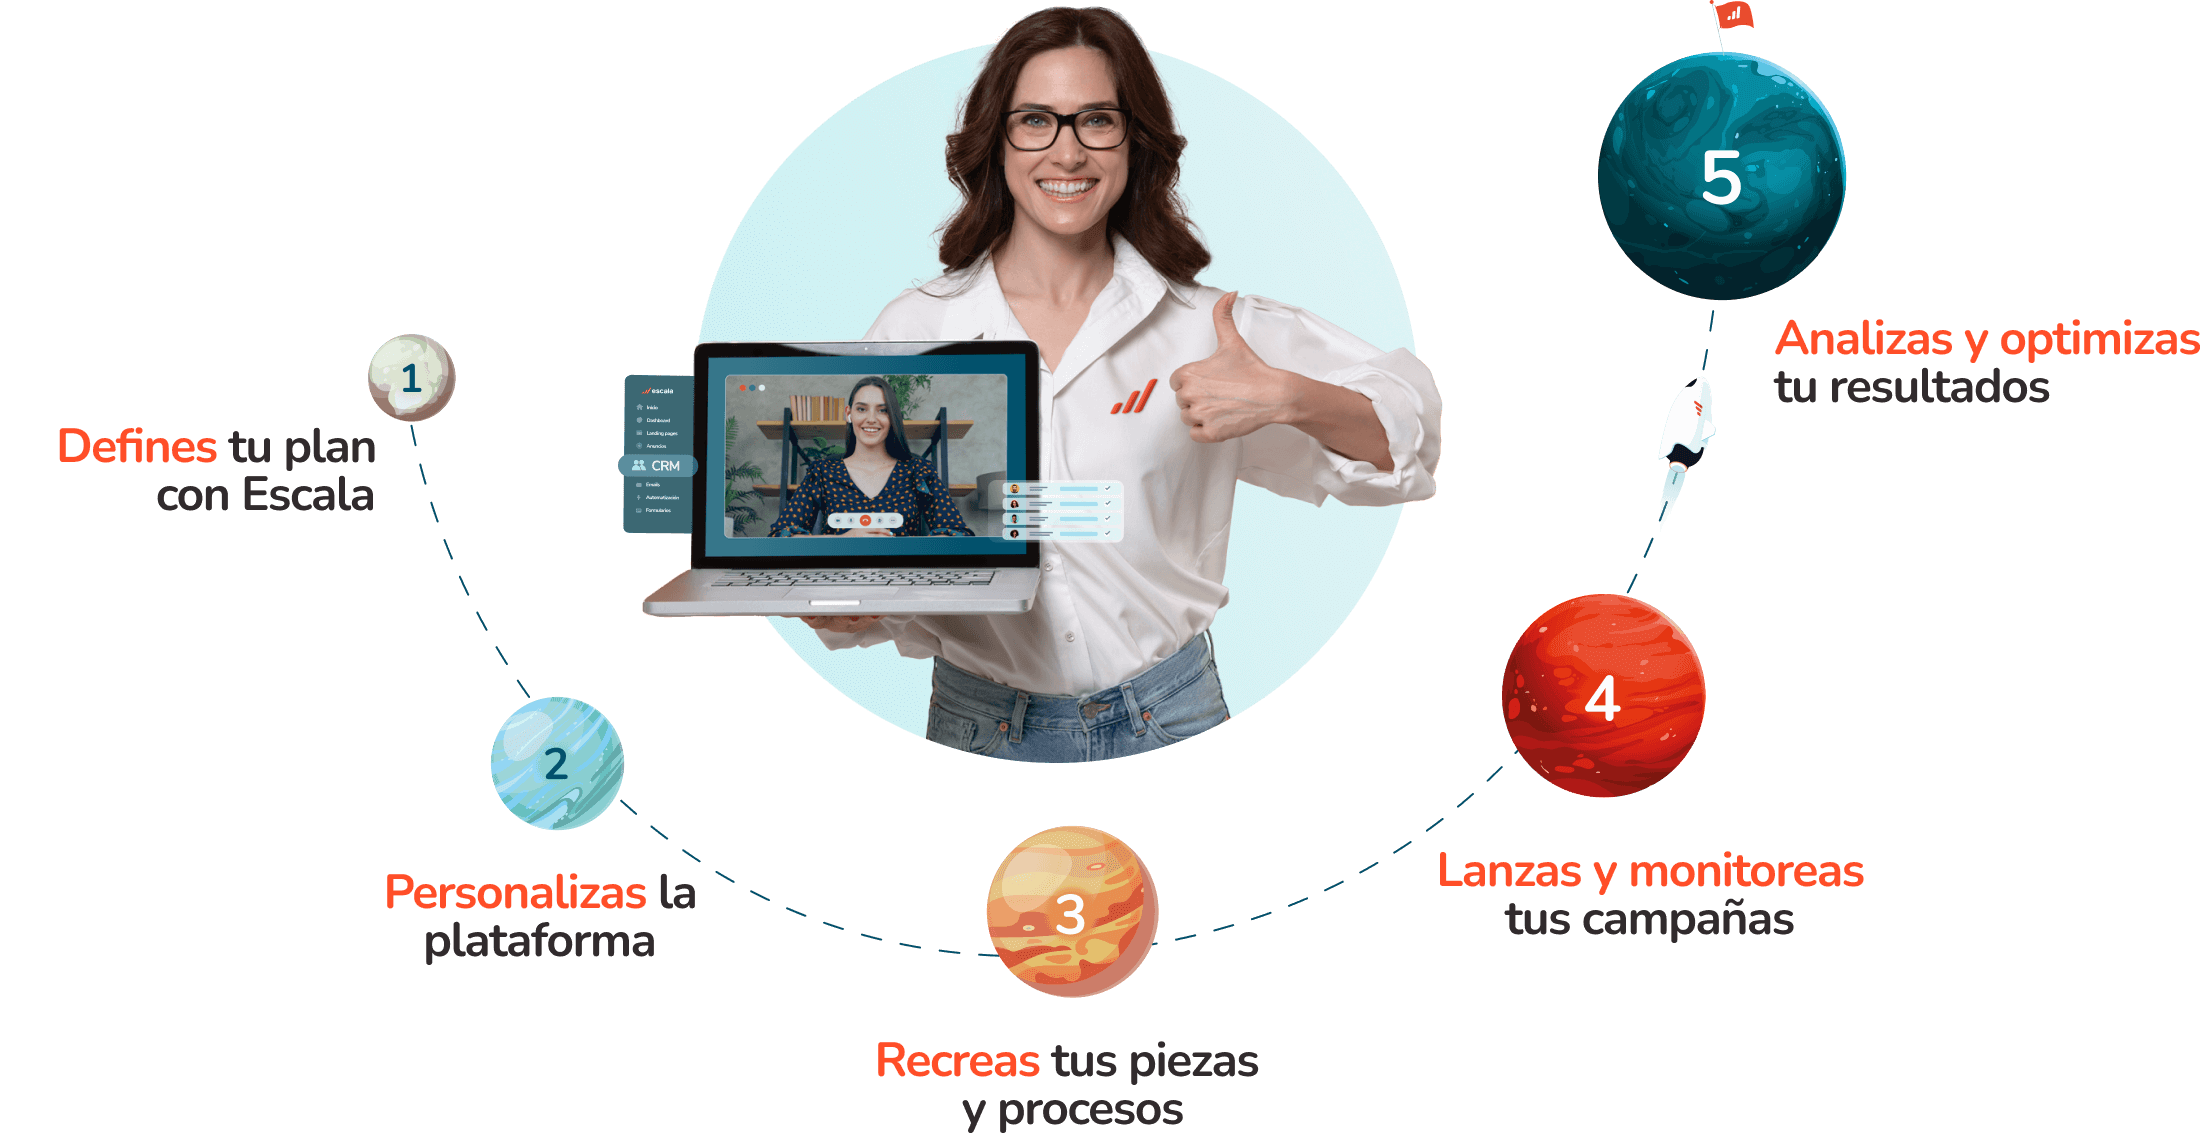 1
Defines tu plan
con Escala
2
Personalizas la
plataforma
3
Recreas tus piezas
y procesos
4
Lanzas y monitoreas
tus campañas
5
Analizas y optimizas
tu resultados
escala
Inicio
Dashboard
Landing pages
Anuncios
CRM
Emails
Automatización
Formularios